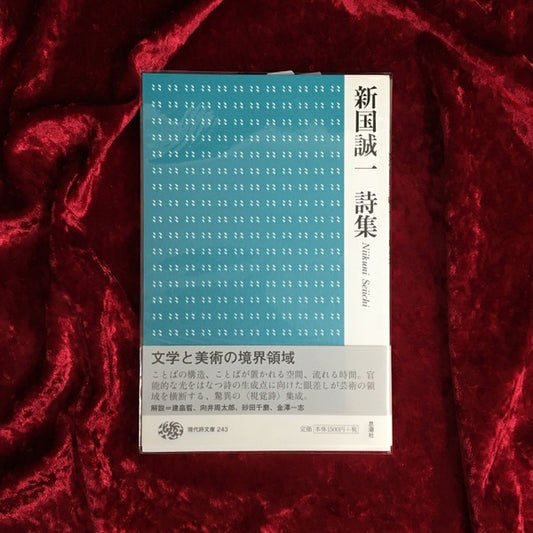 新国誠一 詩集
Niikuni Seiichi
文学と美術の境界領域
ことばの構造、ことばが置かれる空間、流れる時間。官
能的な光をはなつ詩の生成点に向けた眼差しが芸術の領
域を横断する、驚異の〈視覚詩〉集成。
解説=建畠晢、向井周太郎、紗田千磨、金澤一志
現代詩文庫 243
定価 本体1500円+税
思潮社